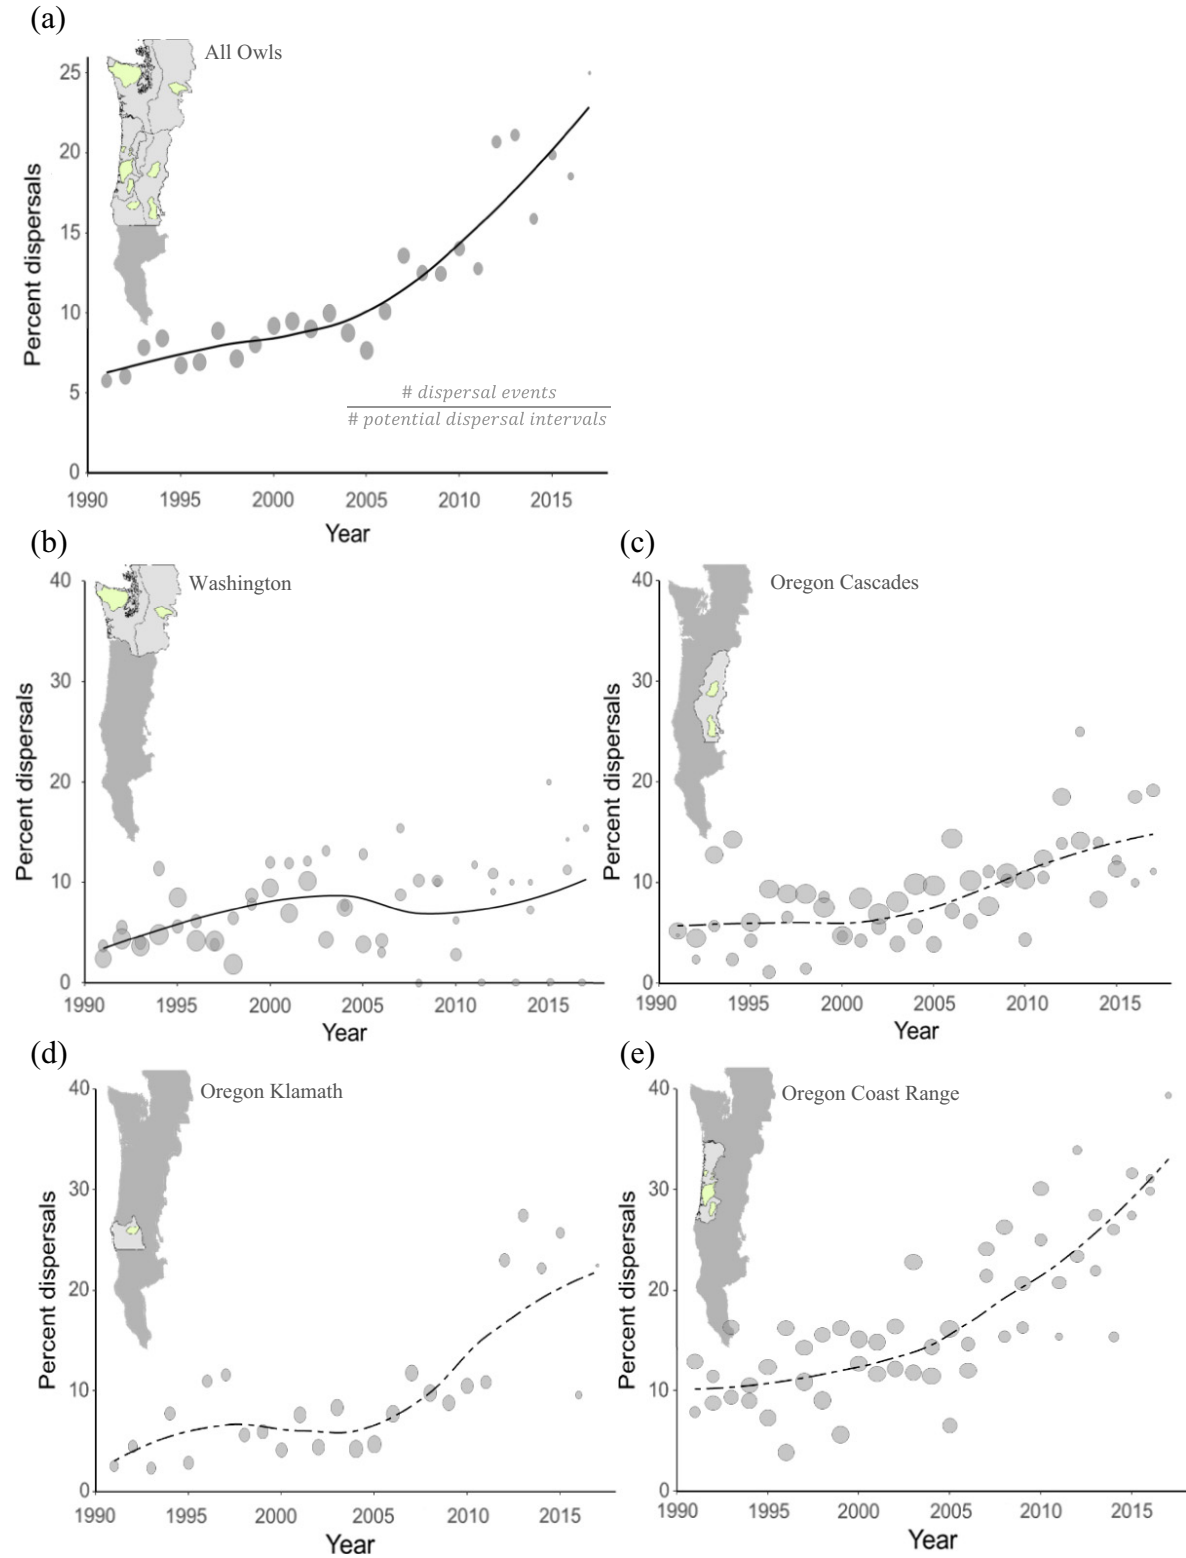 (a)
All Owls
25
20
15
10
5
0
Percent dispersals
# dispersal events
# potential dispersal intervals
1990 1995 2000 2005 2010 2015
Year
(b)
Washington
40
30
20
10
0
Percent dispersals
1990 1995 2000 2005 2010 2015
Year
(c)
Oregon Cascades
40
30
20
10
0
Percent dispersals
1990 1995 2000 2005 2010 2015
Year
(d)
Oregon Klamath
40
30
20
10
0
Percent dispersals
1990 1995 2000 2005 2010 2015
Year
(e)
Oregon Coast Range
40
30
20
10
0
Percent dispersals
1990 1995 2000 2005 2010 2015
Year